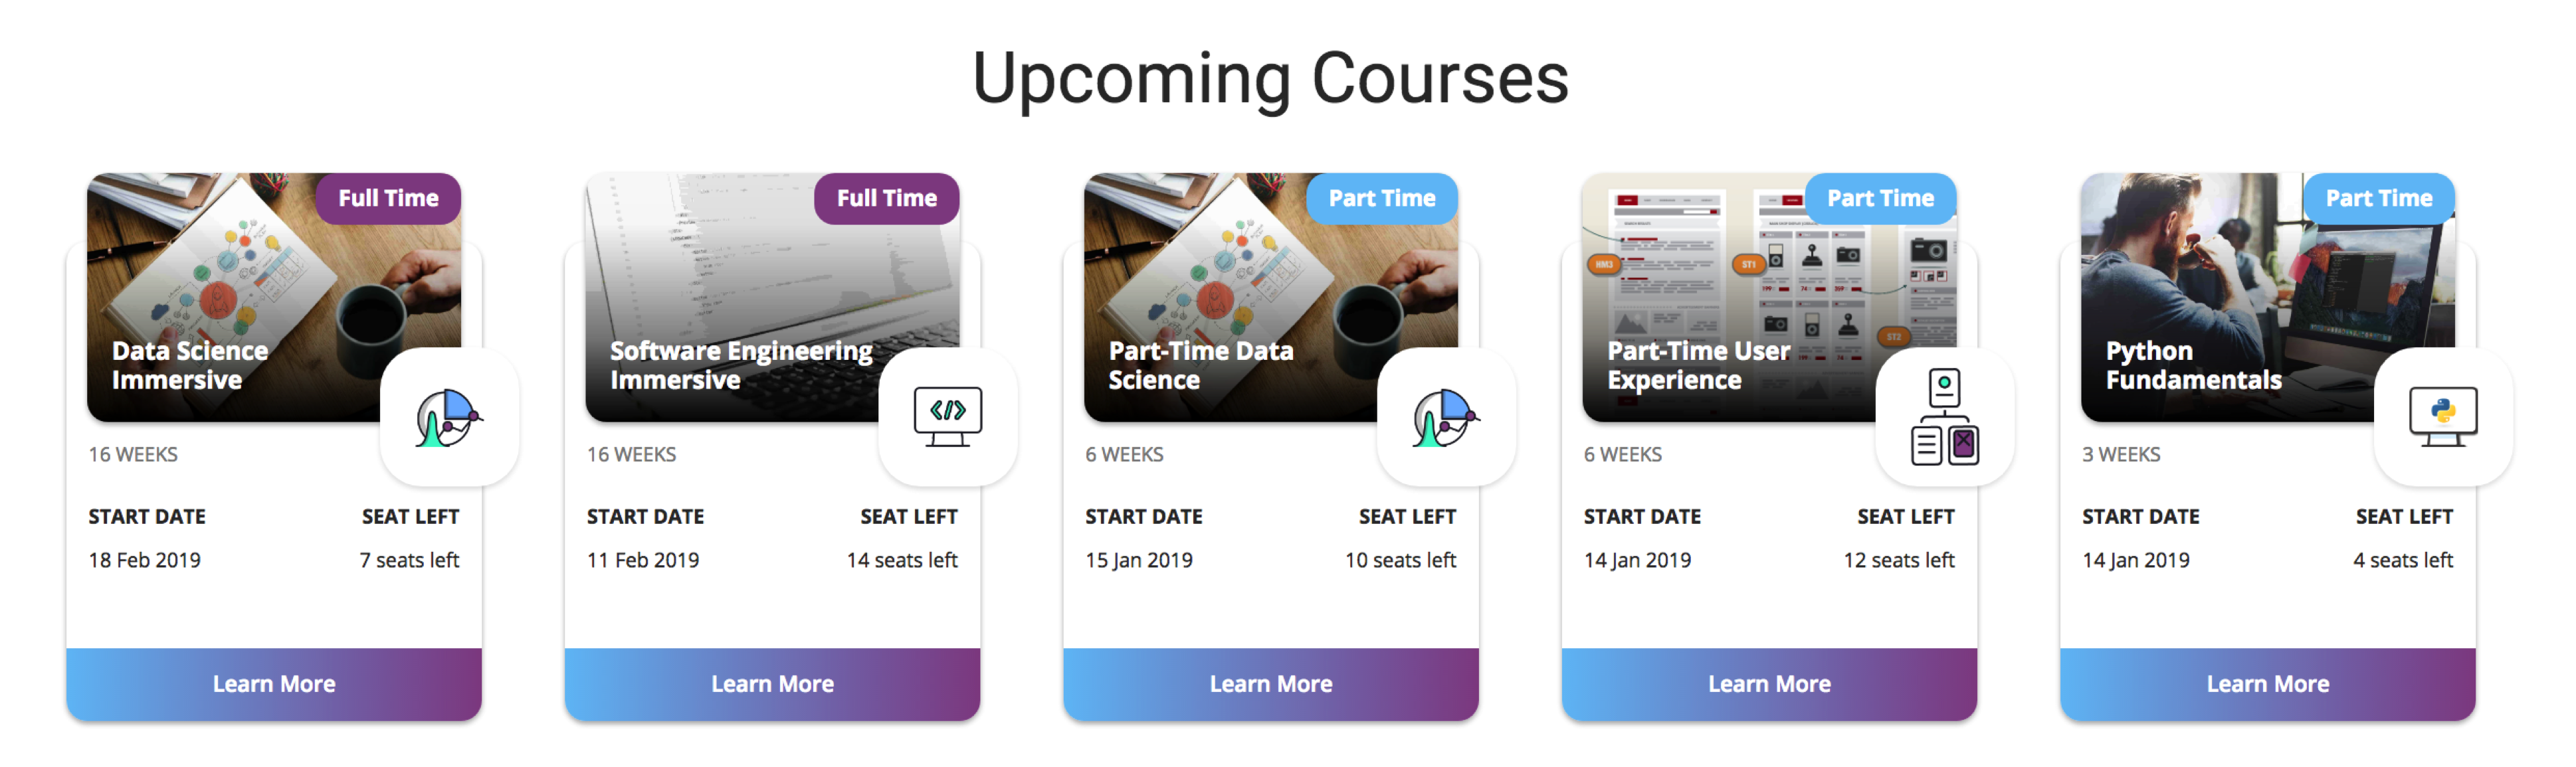 Upcoming Courses
Full Time
Data Science
Immersive
16 WEEKS
START DATE SEAT LEFT
18 Feb 2019 7 seats left
Learn More
Full Time
Software Engineering
Immersive
</>
16 WEEKS
START DATE SEAT LEFT
11 Feb 2019 14 seats left
Learn More
Part Time
Part-Time Data
Science
6 WEEKS
START DATE SEAT LEFT
15 Jan 2019 10 seats left
Learn More
Part Time
HM3
ST1
ST2
Part-Time User
Experience
6 WEEKS
START DATE SEAT LEFT
14 Jan 2019 12 seats left
Learn More
Part Time
Python
Fundamentals
3 WEEKS
START DATE SEAT LEFT
14 Jan 2019 4 seats left
Learn More